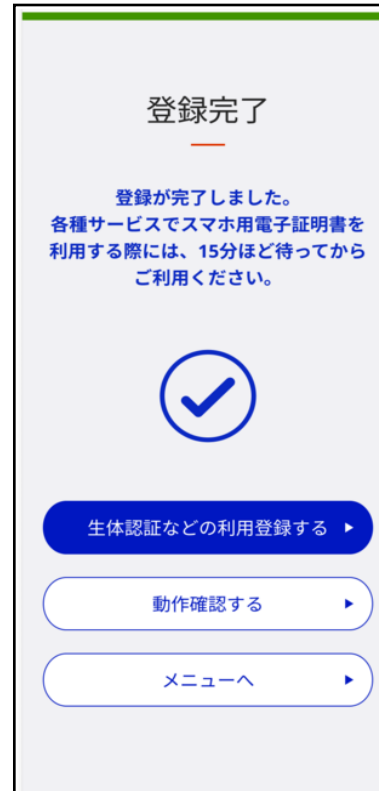 登録完了
登録が完了しました。
各種サービスでスマホ用電子証明書を
利用する際には、15分ほど待ってから
ご利用ください。
生体認証などの利用登録する
動作確認する
メニューへ